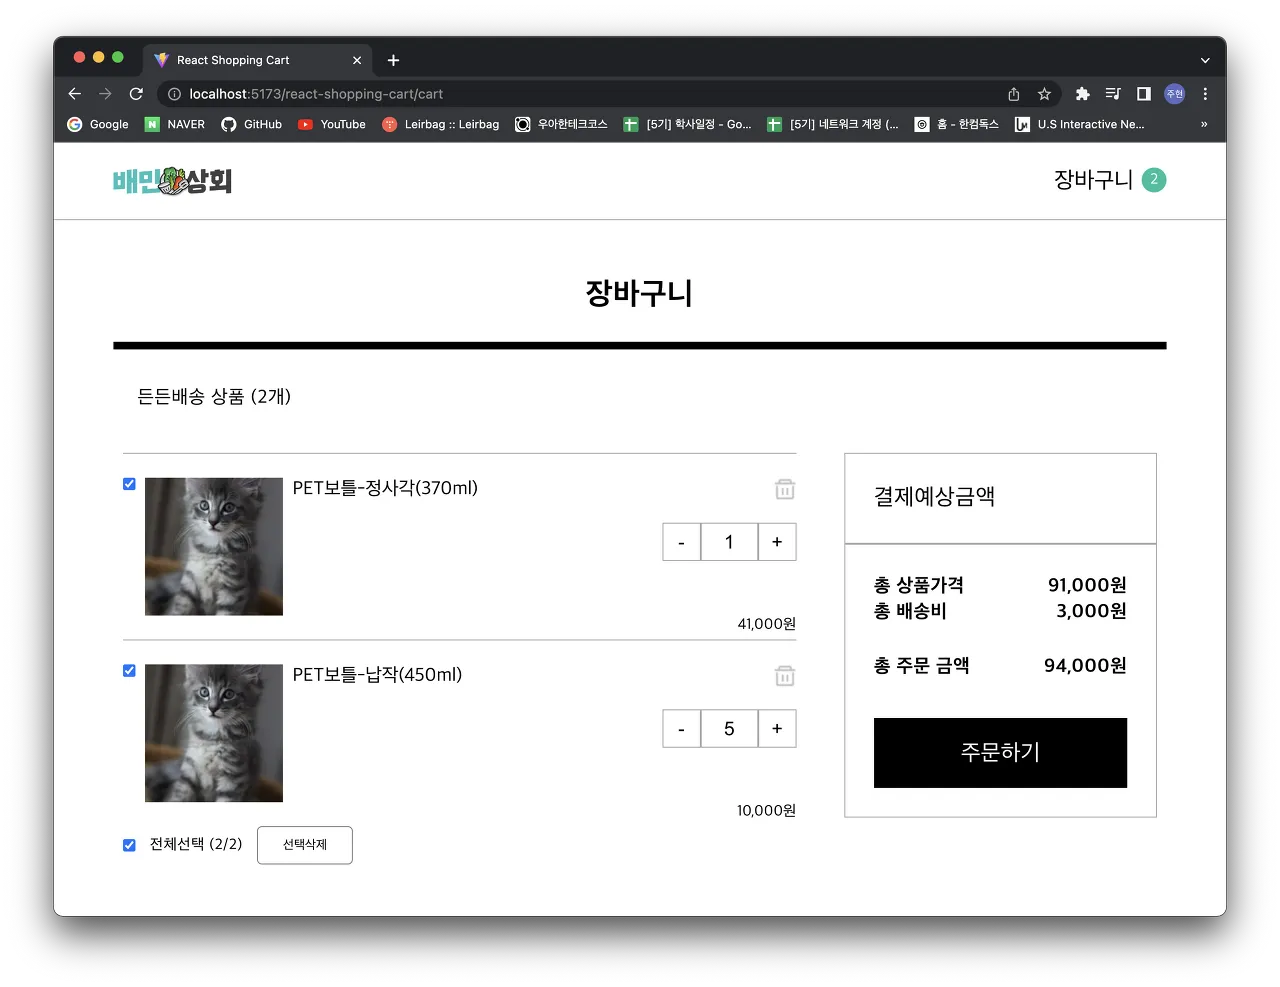 React Shopping Cart
localhost:5173/react-shopping-cart/cart
주현
Google NAVER GitHub YouTube Leirbag :: Leirbag 우아한테크코스 [5기] 학사일정 - Go... [5기] 네트워크 계정 (... 홈 - 한컴독스 U.S Interactive Ne... »
배민상회
장바구니 2
장바구니
든든배송 상품 (2개)
PET보틀-정사각(370ml)
- 1 +
41,000원
PET보틀-납작(450ml)
- 5 +
10,000원
전체선택 (2/2) 선택삭제
결제예상금액
총 상품가격 91,000원
총 배송비 3,000원
총 주문 금액 94,000원
주문하기